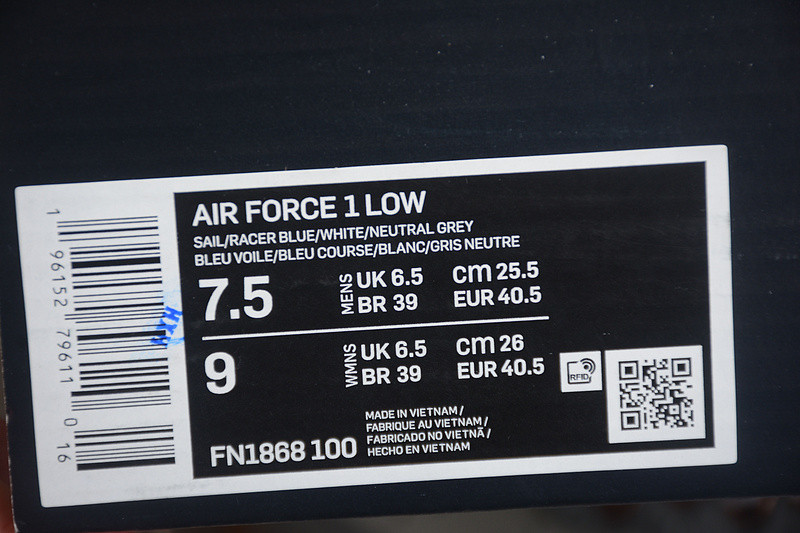 AIR FORCE 1 LOW
SAIL/RACER BLUE/WHITE/NEUTRAL GREY
BLEU VOILE/BLEU COURSE/BLANC/GRIS NEUTRE
7.5 MENS UK 6.5 CM 25.5
BR 39 EUR 40.5
9 WMNS UK 6.5 CM 26
BR 39 EUR 40.5
RFID
FN1868 100
MADE IN VIETNAM /
FABRIQUE AU VIETNAM /
FABRICADO NO VIETNÃ /
HECHO EN VIETNAM
1 96152 79611 0 16